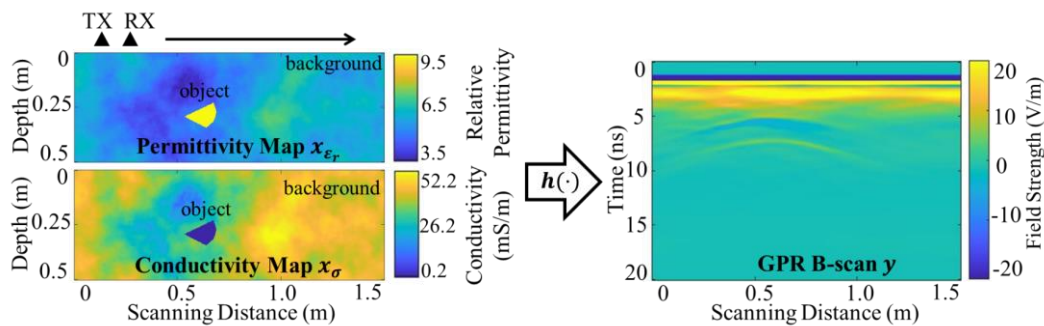 TX RX
0
0.25
0.5
Depth (m)
background
object
Permittivity Map x_{ε_r}
9.5
6.5
3.5
Relative
Permittivity
0
0.25
0.5
Depth (m)
background
object
Conductivity Map x_σ
52.2
26.2
0.2
Conductivity
(mS/m)
0 0.5 1.0 1.5
Scanning Distance (m)
h(·)
0
5
10
15
20
Time (ns)
GPR B-scan y
20
10
0
-10
-20
Field Strength (V/m)
0 0.5 1.0 1.5
Scanning Distance (m)